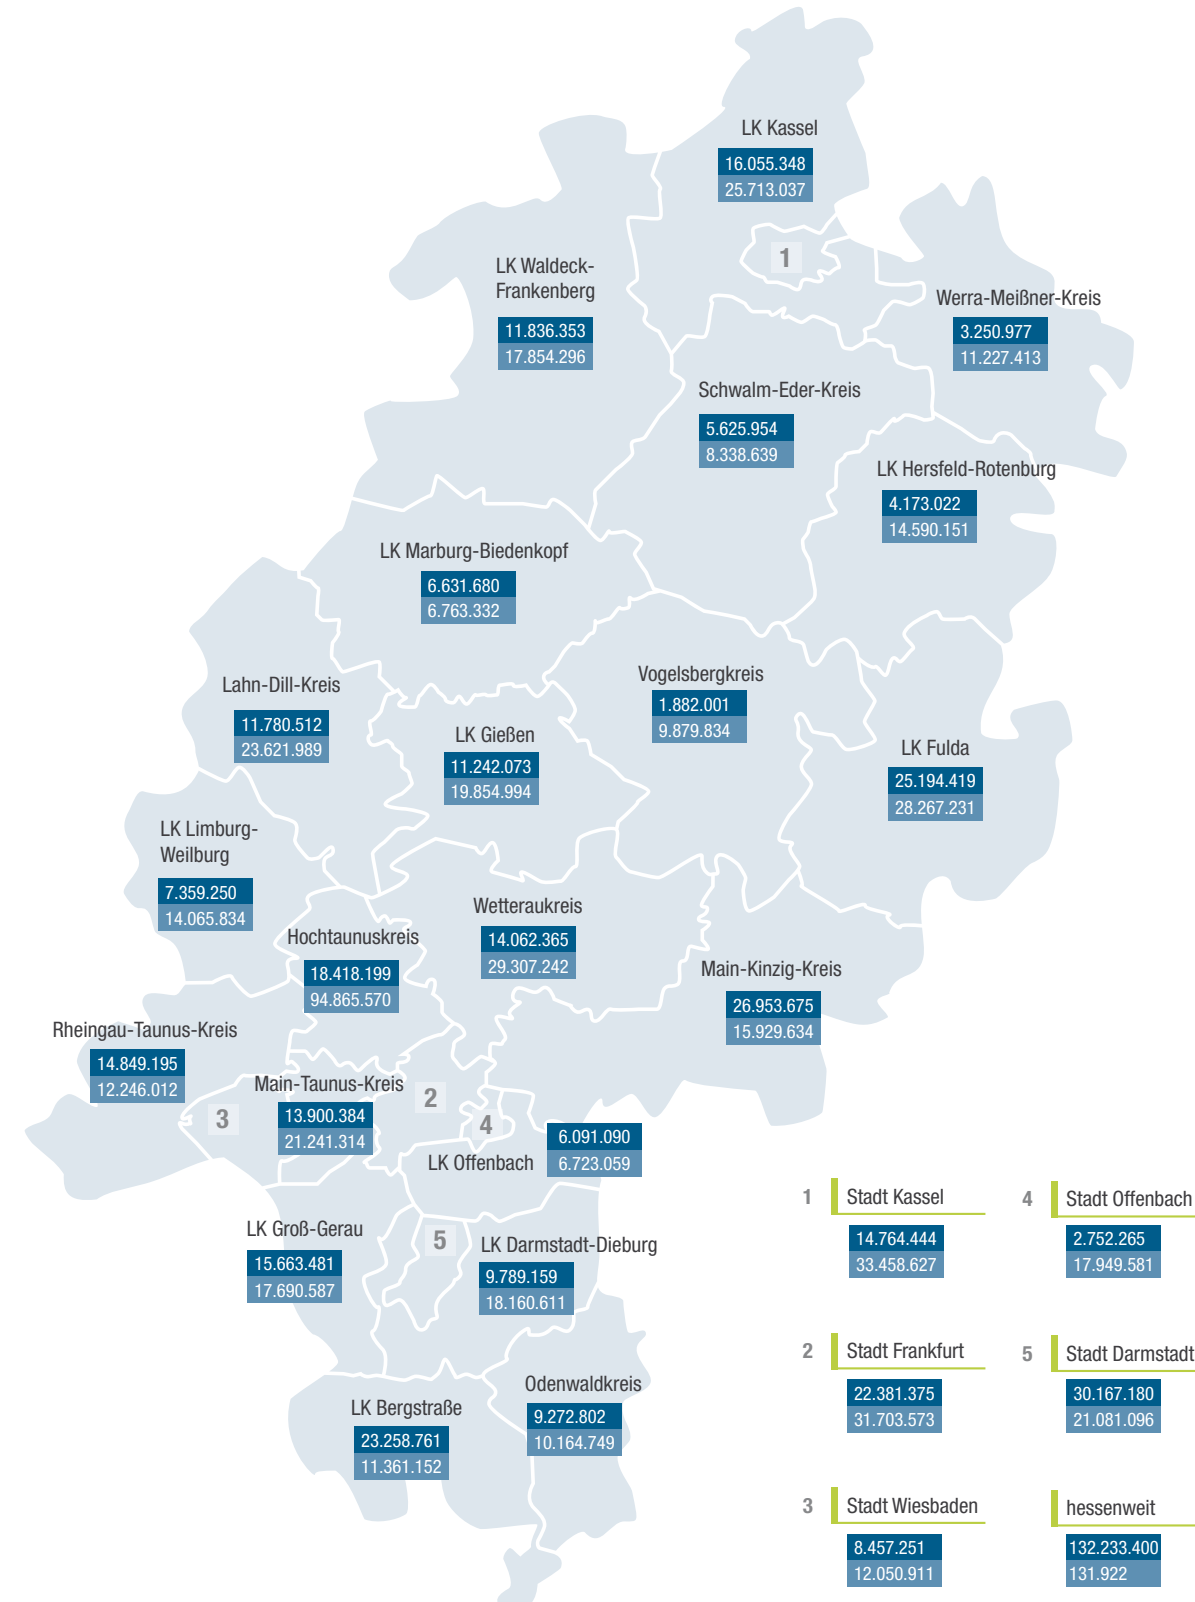 LK Kassel
16.055.348
25.713.037
1
LK Waldeck-
Frankenberg
11.836.353
17.854.296
Werra-Meißner-Kreis
3.250.977
11.227.413
Schwalm-Eder-Kreis
5.625.954
8.338.639
LK Hersfeld-Rotenburg
4.173.022
14.590.151
LK Marburg-Biedenkopf
6.631.680
6.763.332
Lahn-Dill-Kreis
11.780.512
23.621.989
LK Gießen
11.242.073
19.854.994
Vogelsbergkreis
1.882.001
9.879.834
LK Fulda
25.194.419
28.267.231
LK Limburg-
Weilburg
7.359.250
14.065.834
Hochtaunuskreis
18.418.199
94.865.570
Wetteraukreis
14.062.365
29.307.242
Main-Kinzig-Kreis
26.953.675
15.929.634
Rheingau-Taunus-Kreis
14.849.195
12.246.012
3
Main-Taunus-Kreis
13.900.384
21.241.314
2
4
LK Offenbach
6.091.090
6.723.059
LK Groß-Gerau
15.663.481
17.690.587
5
LK Darmstadt-Dieburg
9.789.159
18.160.611
LK Bergstraße
23.258.761
11.361.152
Odenwaldkreis
9.272.802
10.164.749
1 Stadt Kassel
14.764.444
33.458.627
2 Stadt Frankfurt
22.381.375
31.703.573
3 Stadt Wiesbaden
8.457.251
12.050.911
4 Stadt Offenbach
2.752.265
17.949.581
5 Stadt Darmstadt
30.167.180
21.081.096
hessenweit
132.233.400
131.922